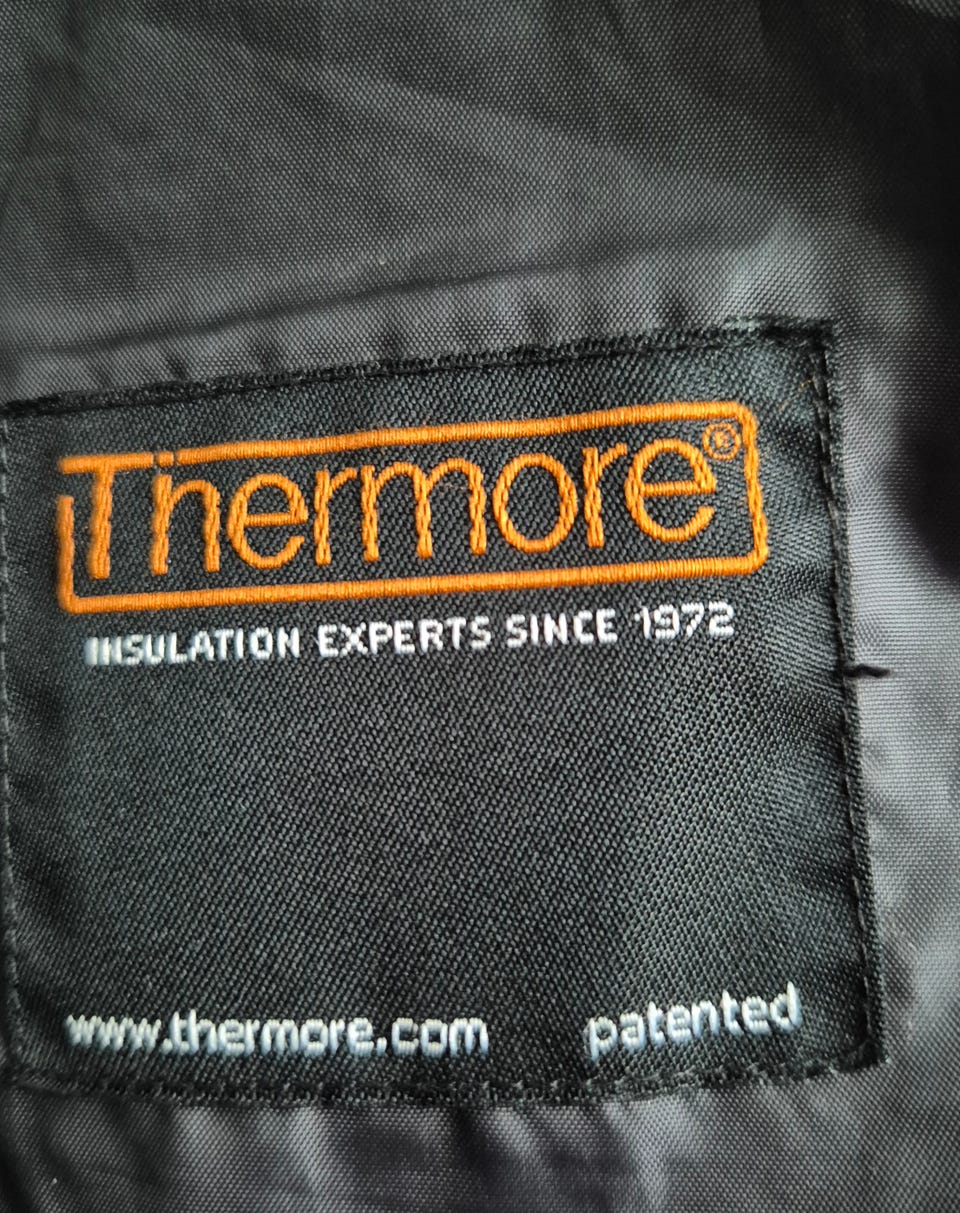 Thermore®
INSULATION EXPERTS SINCE 1972
www.thermore.com patented